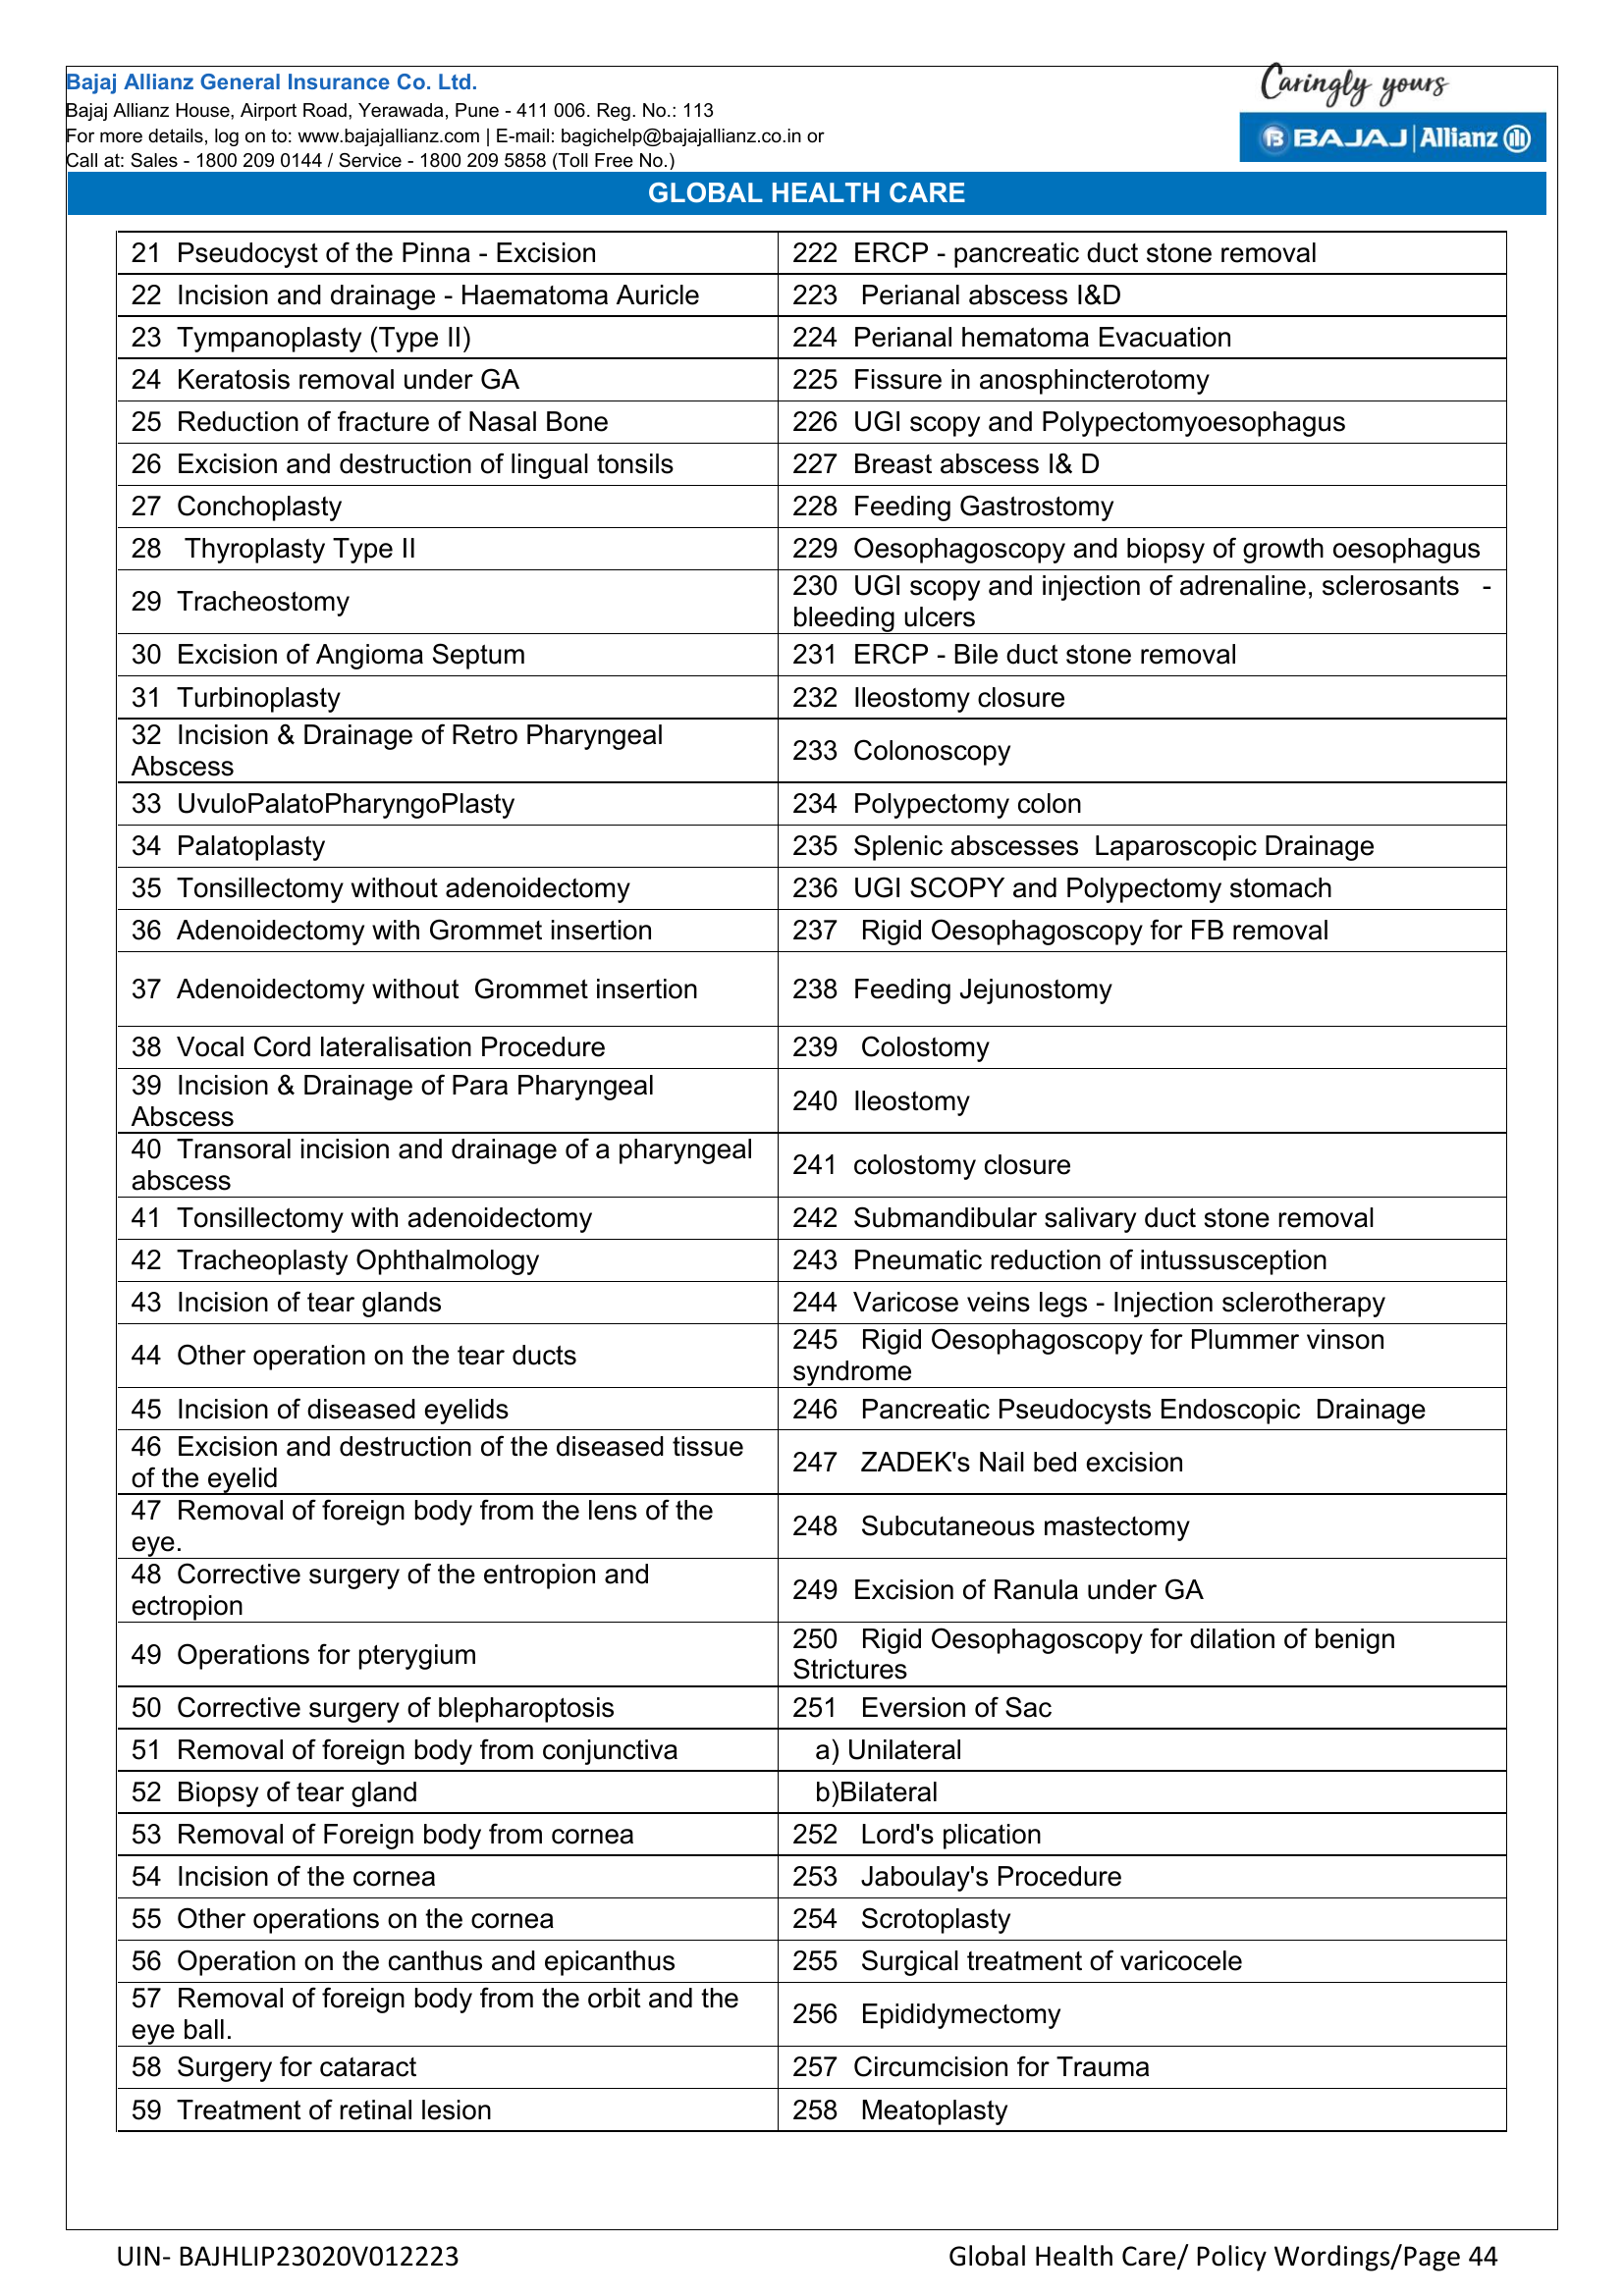 Bajaj Allianz General Insurance Co. Ltd.
Bajaj Allianz House, Airport Road, Yerawada, Pune - 411 006. Reg. No.: 113
For more details, log on to: www.bajajallianz.com | E-mail: bagichelp@bajajallianz.co.in or
Call at: Sales - 1800 209 0144 / Service - 1800 209 5858 (Toll Free No.)
Caringly yours
B BAJAJ | Allianz
GLOBAL HEALTH CARE
21 Pseudocyst of the Pinna - Excision
222 ERCP - pancreatic duct stone removal
22 Incision and drainage - Haematoma Auricle
223 Perianal abscess I&D
23 Tympanoplasty (Type II)
224 Perianal hematoma Evacuation
24 Keratosis removal under GA
225 Fissure in anosphincterotomy
25 Reduction of fracture of Nasal Bone
226 UGI scopy and Polypectomyoesophagus
26 Excision and destruction of lingual tonsils
227 Breast abscess I& D
27 Conchoplasty
228 Feeding Gastrostomy
28 Thyroplasty Type II
229 Oesophagoscopy and biopsy of growth oesophagus
29 Tracheostomy
230 UGI scopy and injection of adrenaline, sclerosants -
bleeding ulcers
30 Excision of Angioma Septum
231 ERCP - Bile duct stone removal
31 Turbinoplasty
232 Ileostomy closure
32 Incision & Drainage of Retro Pharyngeal
Abscess
233 Colonoscopy
33 UvuloPalatoPharyngoPlasty
234 Polypectomy colon
34 Palatoplasty
235 Splenic abscesses Laparoscopic Drainage
35 Tonsillectomy without adenoidectomy
236 UGI SCOPY and Polypectomy stomach
36 Adenoidectomy with Grommet insertion
237 Rigid Oesophagoscopy for FB removal
37 Adenoidectomy without Grommet insertion
238 Feeding Jejunostomy
38 Vocal Cord lateralisation Procedure
239 Colostomy
39 Incision & Drainage of Para Pharyngeal
Abscess
240 Ileostomy
40 Transoral incision and drainage of a pharyngeal
abscess
241 colostomy closure
41 Tonsillectomy with adenoidectomy
242 Submandibular salivary duct stone removal
42 Tracheoplasty Ophthalmology
243 Pneumatic reduction of intussusception
43 Incision of tear glands
244 Varicose veins legs - Injection sclerotherapy
44 Other operation on the tear ducts
245 Rigid Oesophagoscopy for Plummer vinson
syndrome
45 Incision of diseased eyelids
246 Pancreatic Pseudocysts Endoscopic Drainage
46 Excision and destruction of the diseased tissue
of the eyelid
247 ZADEK's Nail bed excision
47 Removal of foreign body from the lens of the
eye.
248 Subcutaneous mastectomy
48 Corrective surgery of the entropion and
ectropion
249 Excision of Ranula under GA
49 Operations for pterygium
250 Rigid Oesophagoscopy for dilation of benign
Strictures
50 Corrective surgery of blepharoptosis
251 Eversion of Sac
51 Removal of foreign body from conjunctiva
a) Unilateral
52 Biopsy of tear gland
b)Bilateral
53 Removal of Foreign body from cornea
252 Lord's plication
54 Incision of the cornea
253 Jaboulay's Procedure
55 Other operations on the cornea
254 Scrotoplasty
56 Operation on the canthus and epicanthus
255 Surgical treatment of varicocele
57 Removal of foreign body from the orbit and the
eye ball.
256 Epididymectomy
58 Surgery for cataract
257 Circumcision for Trauma
59 Treatment of retinal lesion
258 Meatoplasty
UIN- BAJHLIP23020V012223
Global Health Care/ Policy Wordings/Page 44